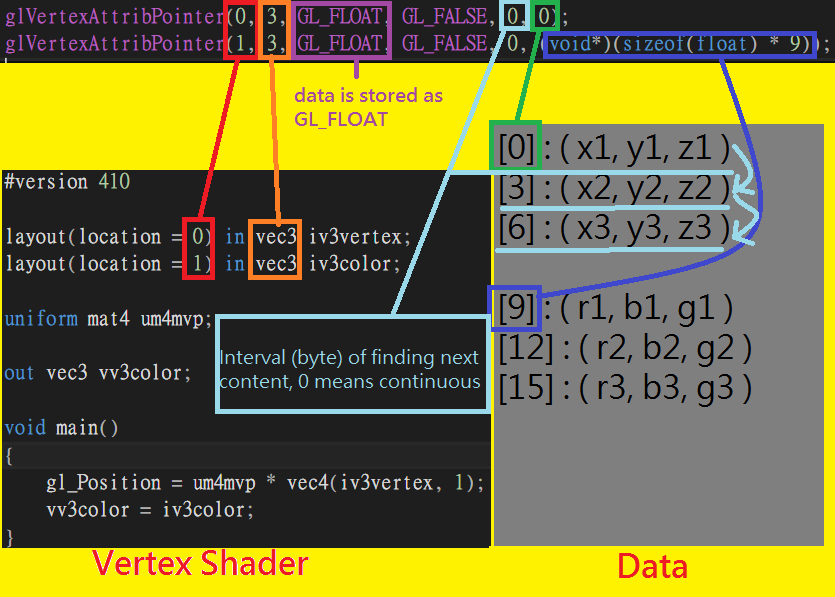 glVertexAttribPointer(0, 3, GL_FLOAT, GL_FALSE, 0, 0);
glVertexAttribPointer(1, 3, GL_FLOAT, GL_FALSE, 0, (void*)(sizeof(float) * 9));
data is stored as
GL_FLOAT
#version 410
layout(location = 0) in vec3 iv3vertex;
layout(location = 1) in vec3 iv3color;
uniform mat4 um4mvp;
out vec3 vv3color;
void main()
{
gl_Position = um4mvp * vec4(iv3vertex, 1);
vv3color = iv3color;
}
Interval (byte) of finding next
content, 0 means continuous
[0] : ( x1, y1, z1 )
[3] : ( x2, y2, z2 )
[6] : ( x3, y3, z3 )
[9] : ( r1, b1, g1 )
[12] : ( r2, b2, g2 )
[15] : ( r3, b3, g3 )
Vertex Shader
Data